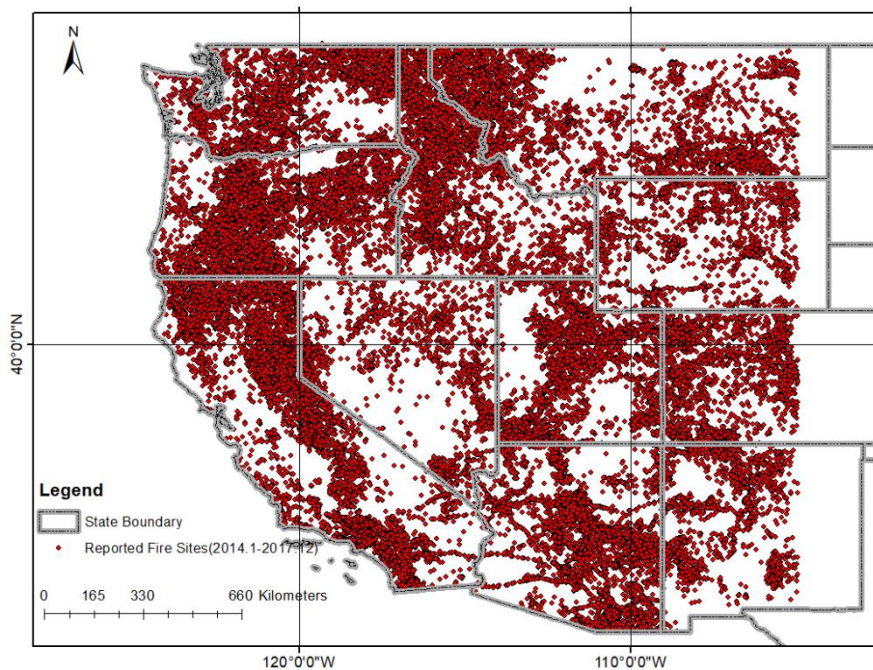 N
40°0'0"N
Legend
State Boundary
Reported Fire Sites(2014.1-2017.12)
0 165 330 660 Kilometers
120°0'0"W 110°0'0"W